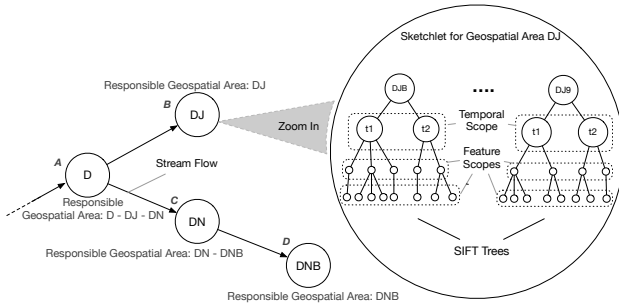 Sketchlet for Geospatial Area DJ
Responsible Geospatial Area: DJ
B
DJ
Zoom In
DJB
....
DJ9
Temporal
Scope
t1
t2
t1
t2
Feature
Scopes
A
D
Stream Flow
Responsible
Geospatial Area: D - DJ - DN
C
DN
Responsible Geospatial Area: DN - DNB
D
DNB
SIFT Trees
Responsible Geospatial Area: DNB